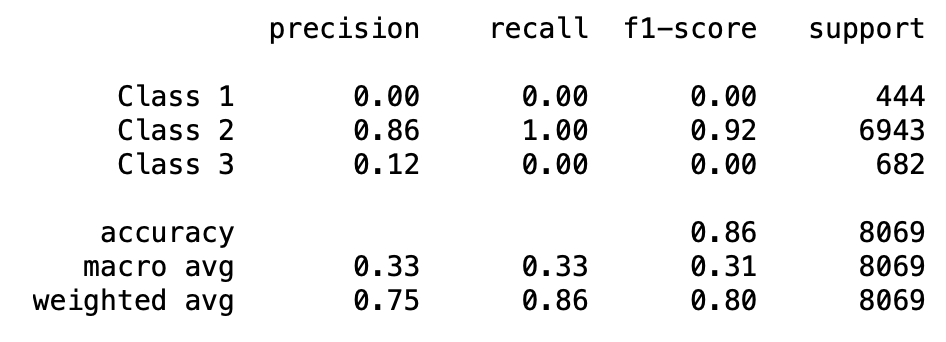 precision recall f1-score support
Class 1 0.00 0.00 0.00 444
Class 2 0.86 1.00 0.92 6943
Class 3 0.12 0.00 0.00 682
accuracy 0.86 8069
macro avg 0.33 0.33 0.31 8069
weighted avg 0.75 0.86 0.80 8069